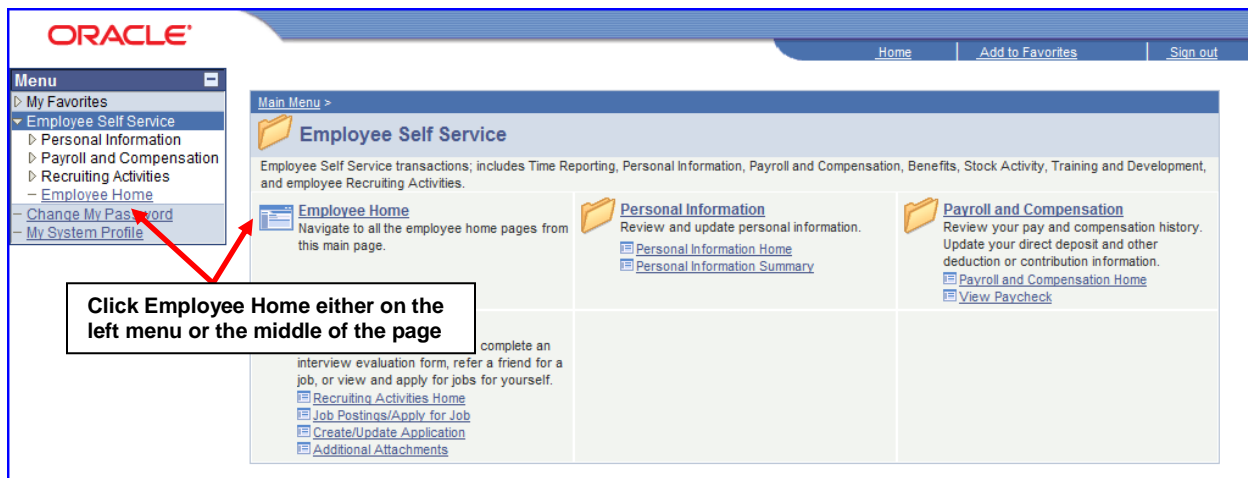 ORACLE
Home
Add to Favorites
Sign out
Menu
My Favorites
Employee Self Service
Personal Information
Payroll and Compensation
Recruiting Activities
Employee Home
Change My Password
My System Profile
Main Menu >
Employee Self Service
Employee Self Service transactions; includes Time Reporting, Personal Information, Payroll and Compensation, Benefits, Stock Activity, Training and Development,
and employee Recruiting Activities.
Employee Home
Navigate to all the employee home pages from
this main page.
Personal Information
Review and update personal information.
Personal Information Home
Personal Information Summary
Payroll and Compensation
Review your pay and compensation history.
Update your direct deposit and other
deduction or contribution information.
Payroll and Compensation Home
View Paycheck
Click Employee Home either on the
left menu or the middle of the page
complete an
interview evaluation form, refer a friend for a
job, or view and apply for jobs for yourself.
Recruiting Activities Home
Job Postings/Apply for Job
Create/Update Application
Additional Attachments